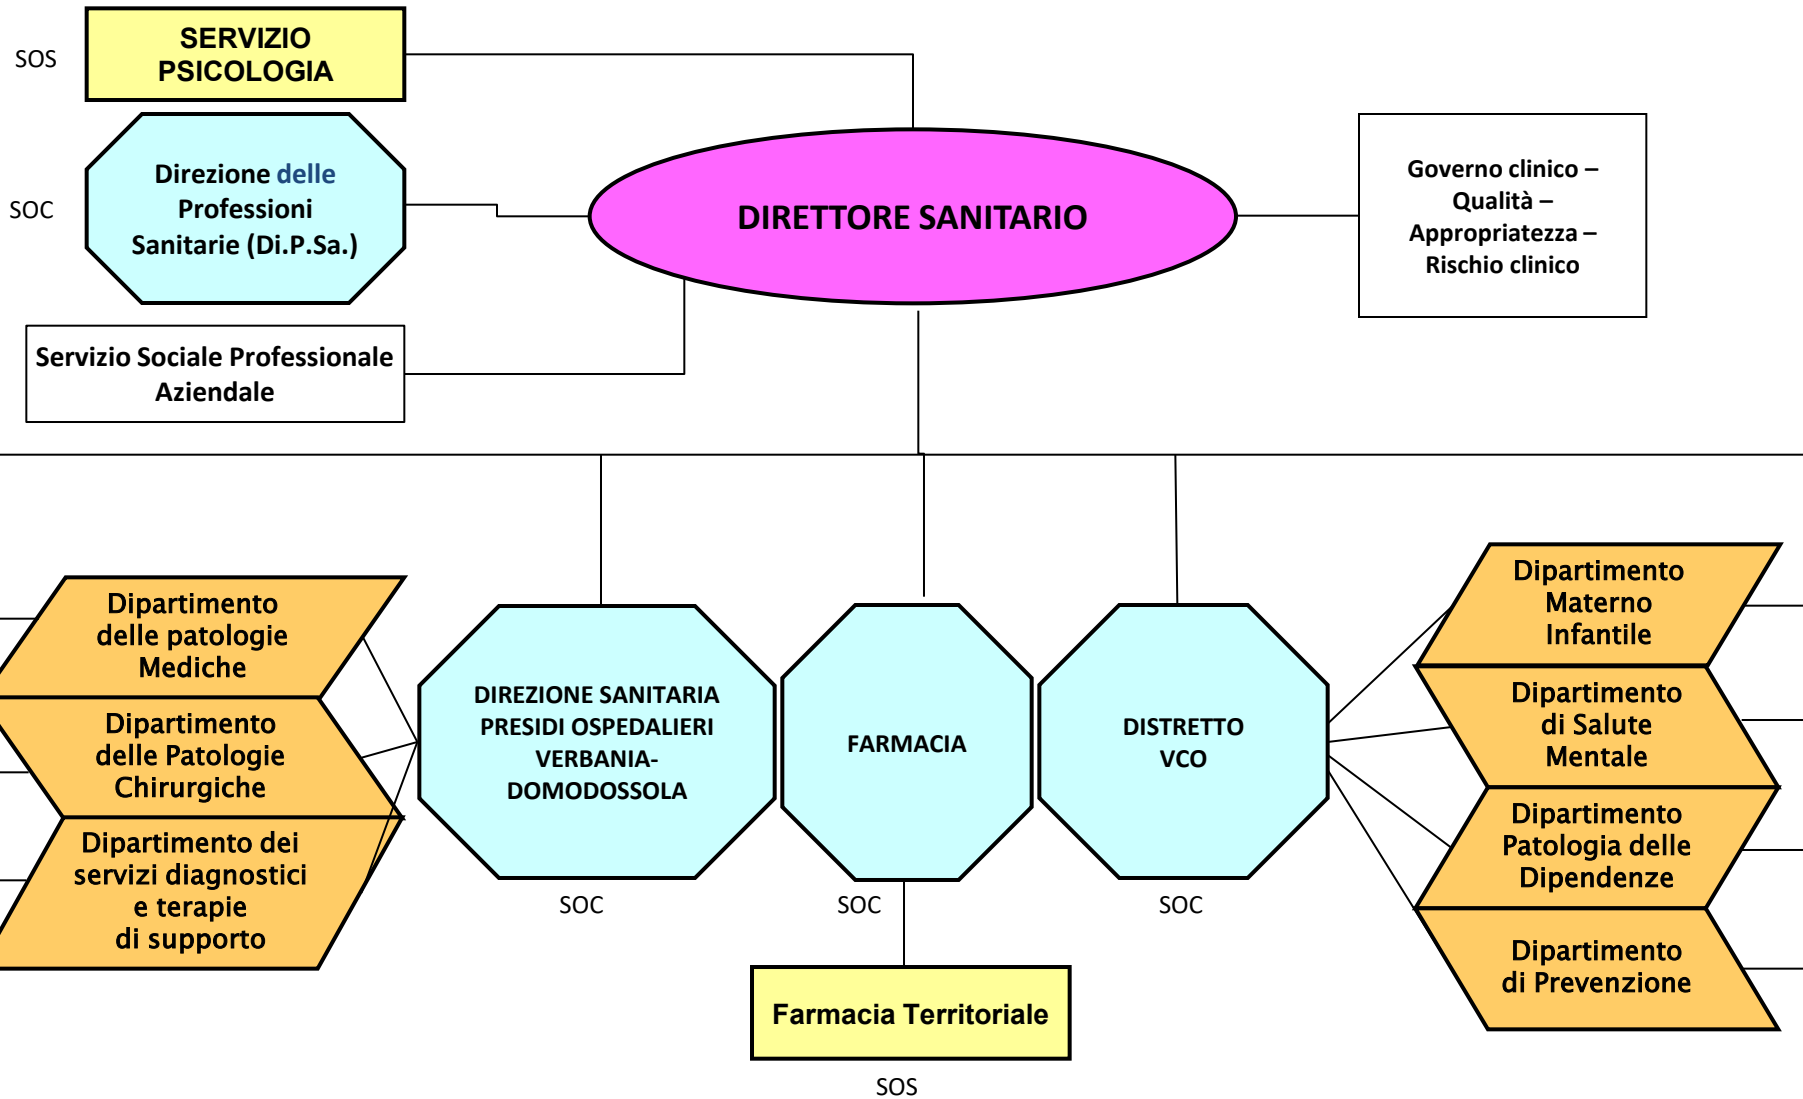 SOS
SERVIZIO
PSICOLOGIA
SOC
Direzione delle
Professioni
Sanitarie (Di.P.Sa.)
DIRETTORE SANITARIO
Governo clinico –
Qualità –
Appropriatezza –
Rischio clinico
Servizio Sociale Professionale
Aziendale
Dipartimento
delle patologie
Mediche
Dipartimento
delle Patologie
Chirurgiche
Dipartimento dei
servizi diagnostici
e terapie
di supporto
DIREZIONE SANITARIA
PRESIDI OSPEDALIERI
VERBANIA-
DOMODOSSOLA
SOC
FARMACIA
SOC
DISTRETTO
VCO
SOC
Dipartimento
Materno
Infantile
Dipartimento
di Salute
Mentale
Dipartimento
Patologia delle
Dipendenze
Dipartimento
di Prevenzione
Farmacia Territoriale
SOS